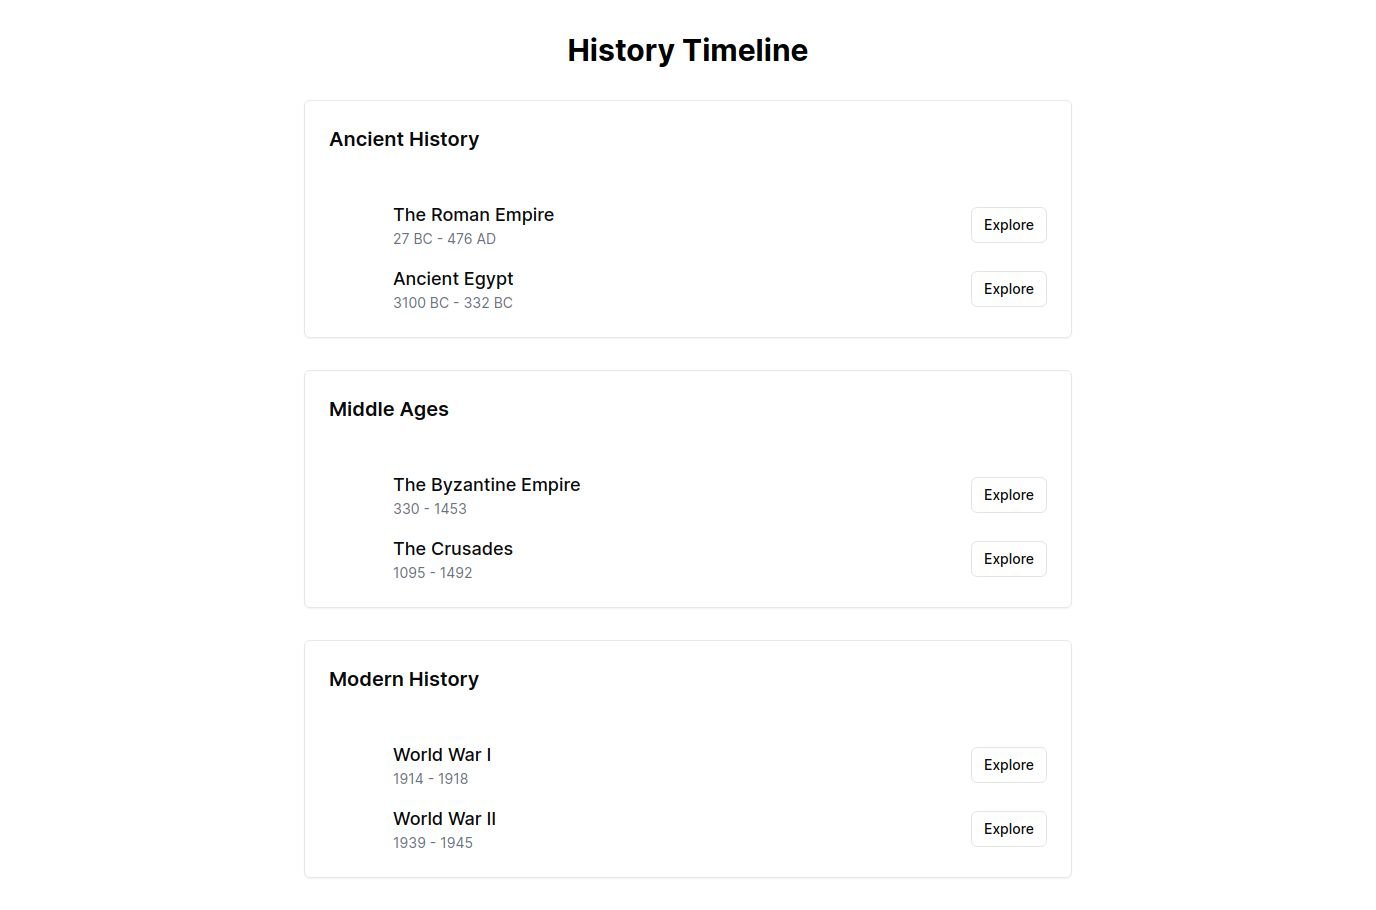 History Timeline
Ancient History
The Roman Empire
27 BC - 476 AD
Explore
Ancient Egypt
3100 BC - 332 BC
Explore
Middle Ages
The Byzantine Empire
330 - 1453
Explore
The Crusades
1095 - 1492
Explore
Modern History
World War I
1914 - 1918
Explore
World War II
1939 - 1945
Explore